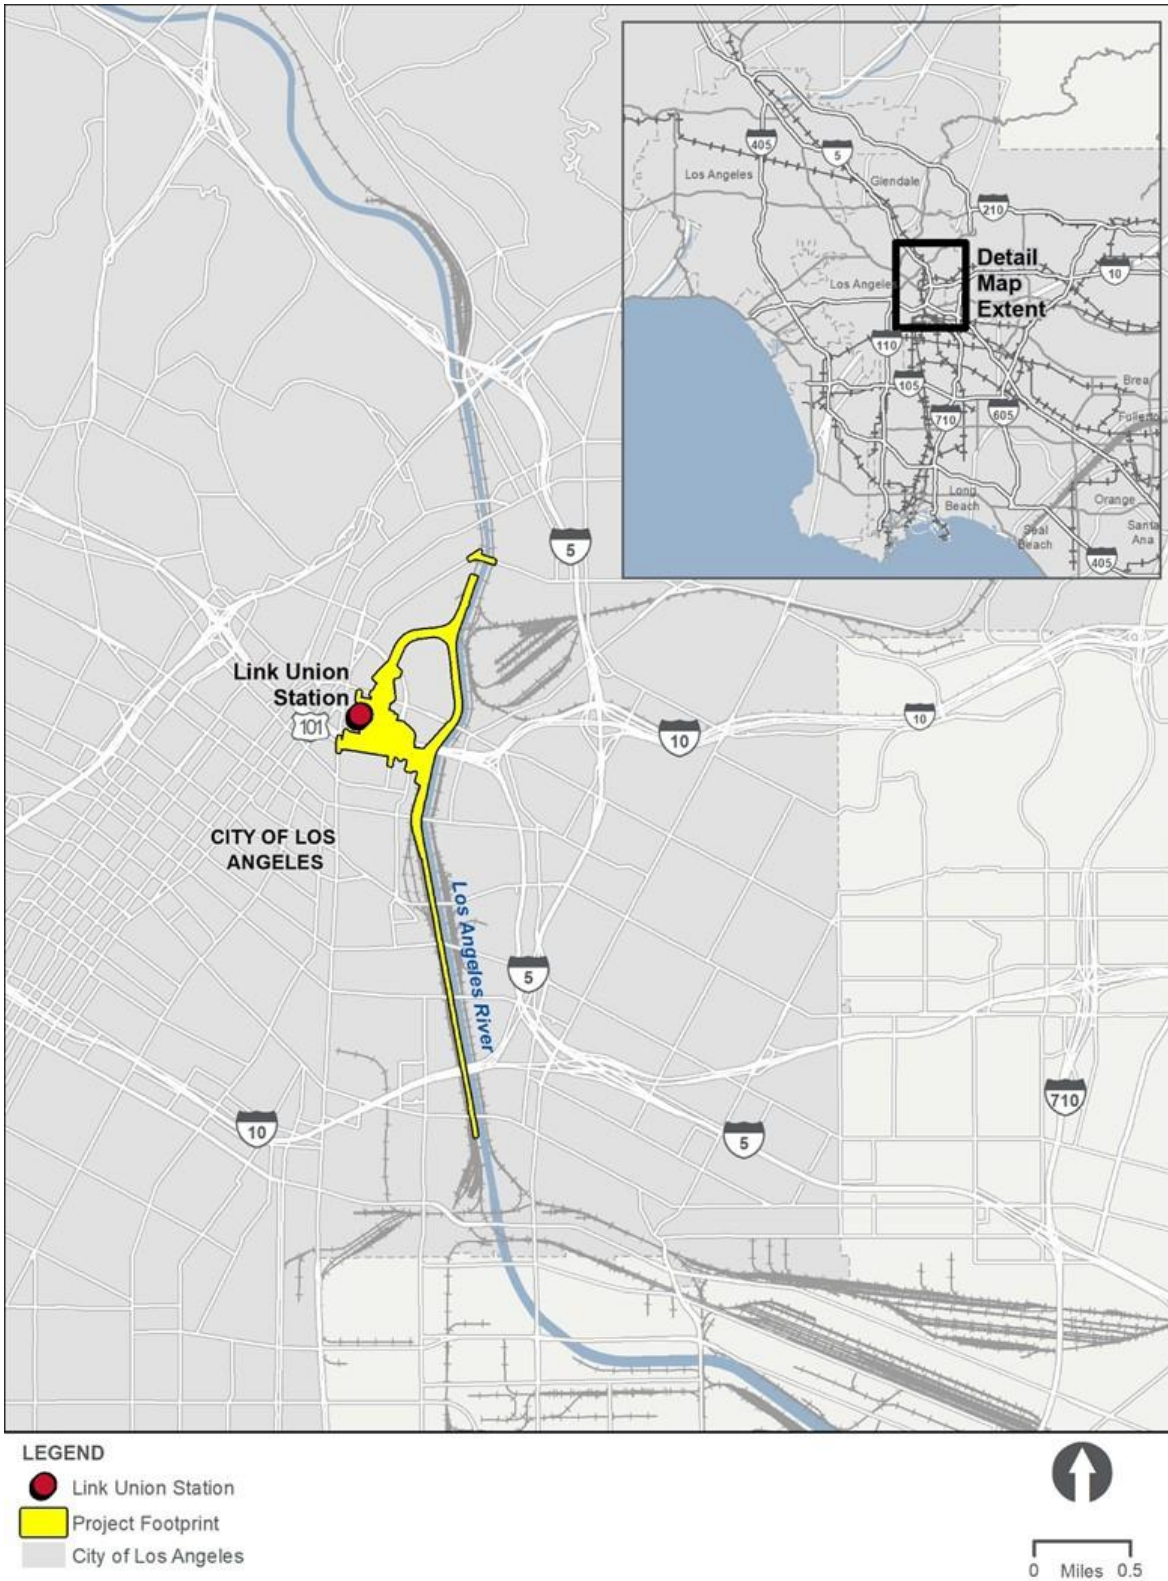 405
5
Los Angeles
Glendale
210
Detail
Map
Extent
10
Los Angele
110
105
710
605
Brea
Fullerto
Long
Beach
Orange
Seal
Beach
Santa
Ana
405
5
Link Union
Station
101
10
10
CITY OF LOS
ANGELES
Los Angeles River
5
710
10
5
LEGEND
Link Union Station
Project Footprint
City of Los Angeles
0 Miles 0.5